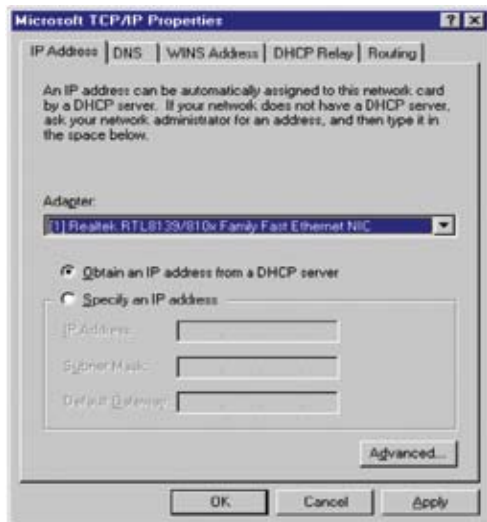 Microsoft TCP/IP Properties
IP Address DNS WINS Address DHCP Relay Routing
An IP address can be automatically assigned to this network card
by a DHCP server. If your network does not have a DHCP server,
ask your network administrator for an address, and then type it in
the space below.
Adapter:
[1] Realtek RTL8139/810x Family Fast Ethernet NIC
Obtain an IP address from a DHCP server
Specify an IP address
IP Address:
Subnet Mask:
Default Gateway:
Advanced...
OK Cancel Apply